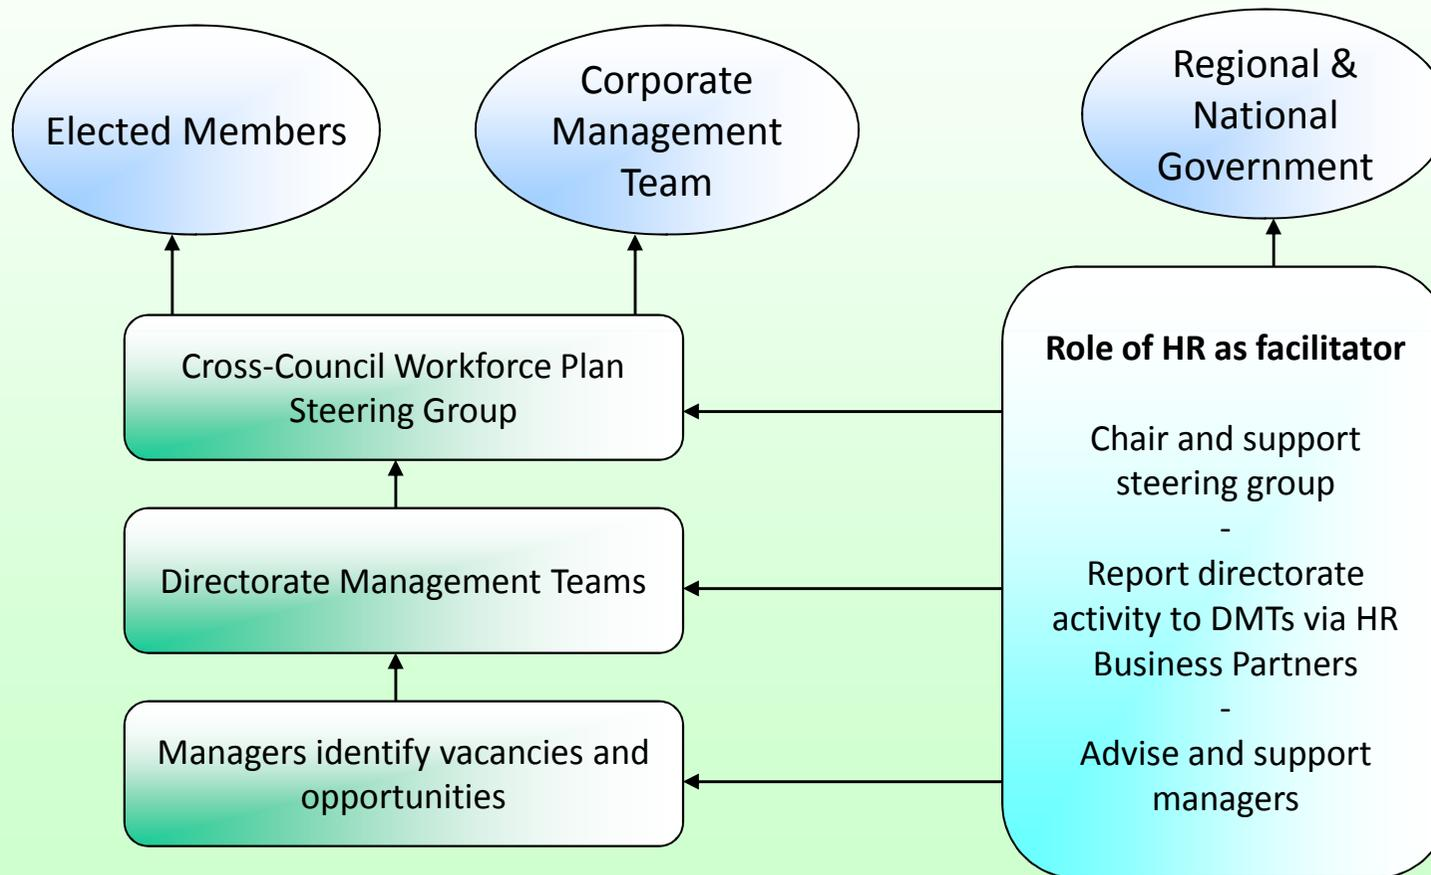 Elected Members
Corporate
Management
Team
Regional &
National
Government
Cross-Council Workforce Plan
Steering Group
Directorate Management Teams
Managers identify vacancies and
opportunities
Role of HR as facilitator
Chair and support
steering group
-
Report directorate
activity to DMTs via HR
Business Partners
-
Advise and support
managers